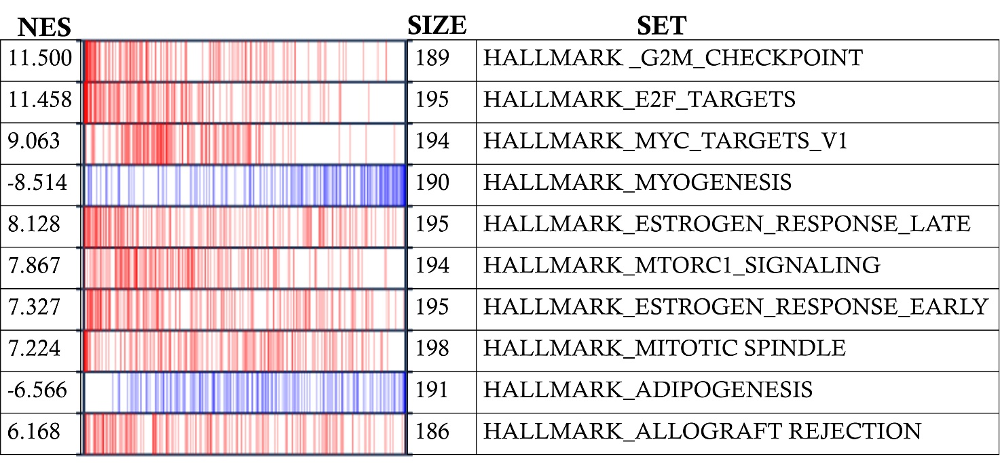 NES SIZE SET
11.500 189 HALLMARK _G2M_CHECKPOINT
11.458 195 HALLMARK_E2F_TARGETS
9.063 194 HALLMARK_MYC_TARGETS_V1
-8.514 190 HALLMARK_MYOGENESIS
8.128 195 HALLMARK_ESTROGEN_RESPONSE_LATE
7.867 194 HALLMARK_MTORC1_SIGNALING
7.327 195 HALLMARK_ESTROGEN_RESPONSE_EARLY
7.224 198 HALLMARK_MITOTIC SPINDLE
-6.566 191 HALLMARK_ADIPOGENESIS
6.168 186 HALLMARK_ALLOGRAFT REJECTION